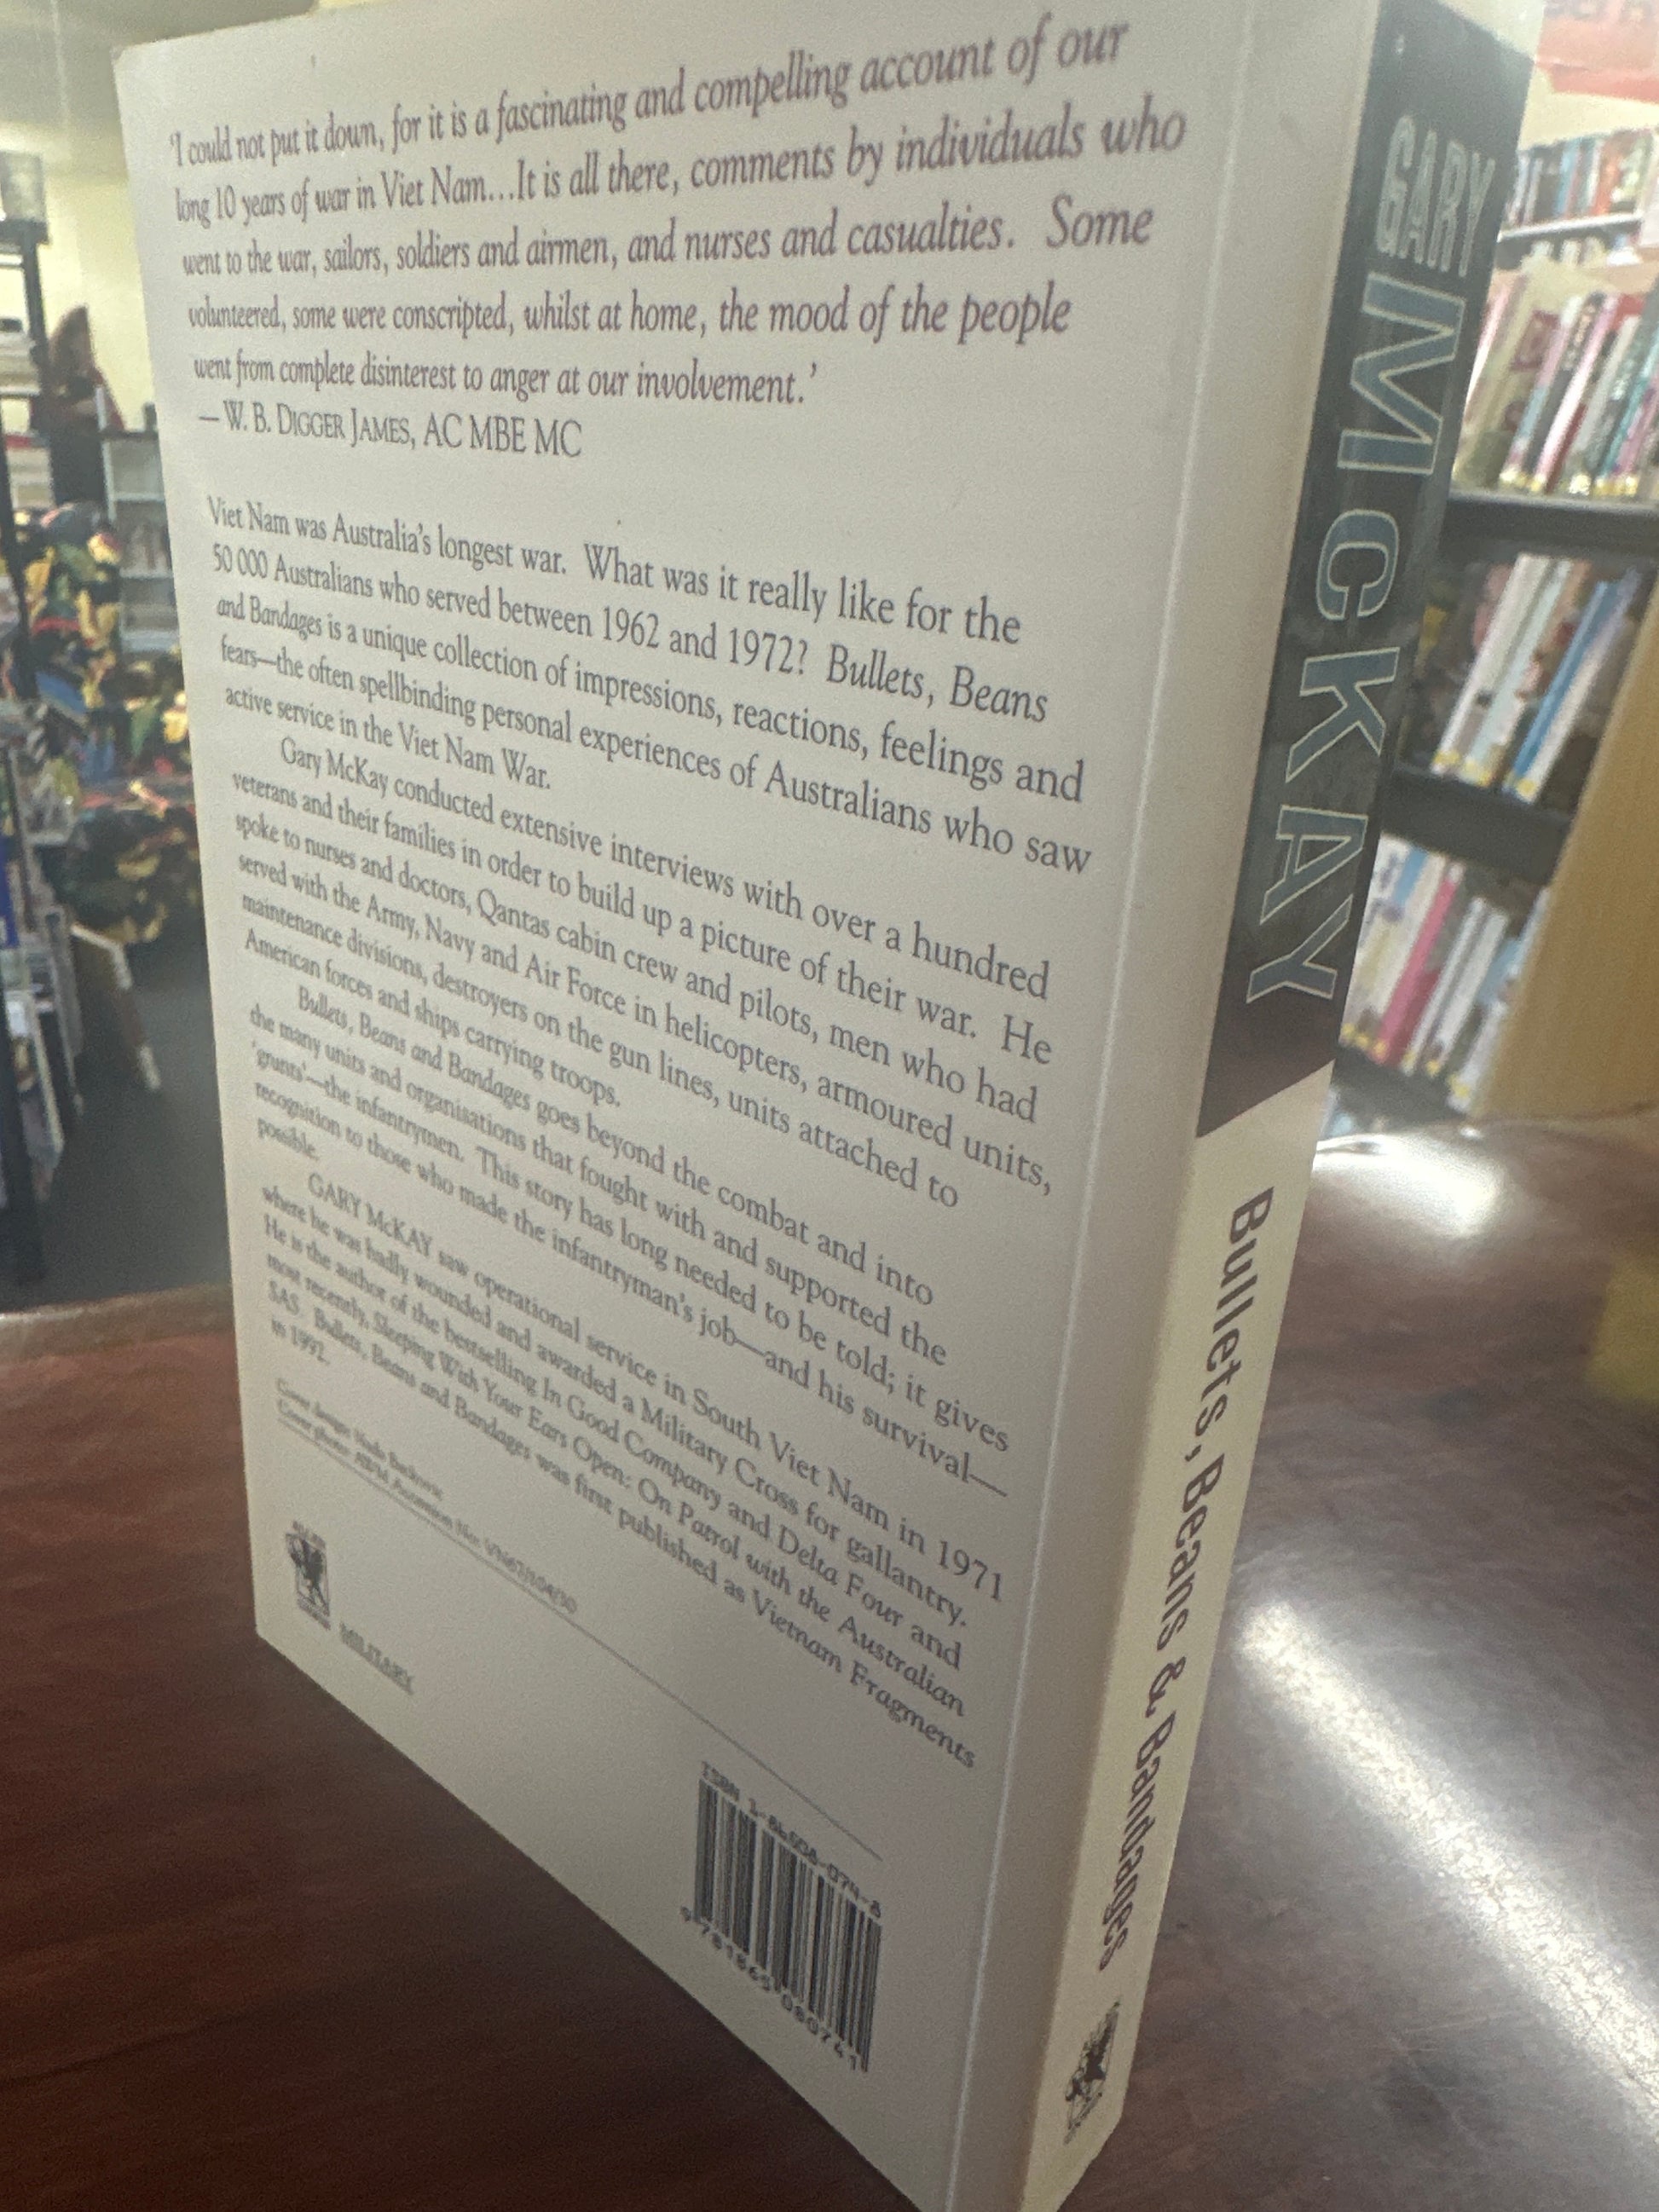 'I could not put it down, for it is a fascinating and compelling account of our
long 10 years of war in Viet Nam...It is all there, comments by individuals who
went to the war, sailors, soldiers and airmen, and nurses and casualties. Some
volunteered, some were conscripted, whilst at home, the mood of the people
went from complete disinterest to anger at our involvement.'
—W. B. DIGGER JAMES, AC MBE MC
Viet Nam was Australia's longest war. What was it really like for the
50 000 Australians who served between 1962 and 1972? Bullets, Beans
and Bandages is a unique collection of impressions, reactions, feelings and
fears—the often spellbinding personal experiences of Australians who saw
active service in the Viet Nam War.
Gary McKay conducted extensive interviews with over a hundred
veterans and their families in order to build up a picture of their war. He
spoke to nurses and doctors, Qantas cabin crew and pilots, men who had
served with the Army, Navy and Air Force in helicopters, armoured units,
maintenance divisions, destroyers on the gun lines, units attached to
American forces and ships carrying troops.
Bullets, Beans and Bandages goes beyond the combat and into
the many units and organisations that fought with and supported the
'grunts'—the infantrymen. This story has long needed to be told; it gives
recognition to those who made the infantryman's job—and his survival—
possible.
GARY McKAY saw operational service in South Viet Nam in 1971
where he was badly wounded and awarded a Military Cross for gallantry.
He is the author of the bestselling In Good Company and Delta Four and
most recently, Sleeping With Your Ears Open: On Patrol with the Australian
SAS. Bullets, Beans and Bandages was first published as Vietnam Fragments
in 1992.
Cover design:
Cover photo: AWM Accession No:
MILITARY
ISBN 1-86508-074-8
9 781865 080741
GARY
McKAY
Bullets, Beans & Bandages